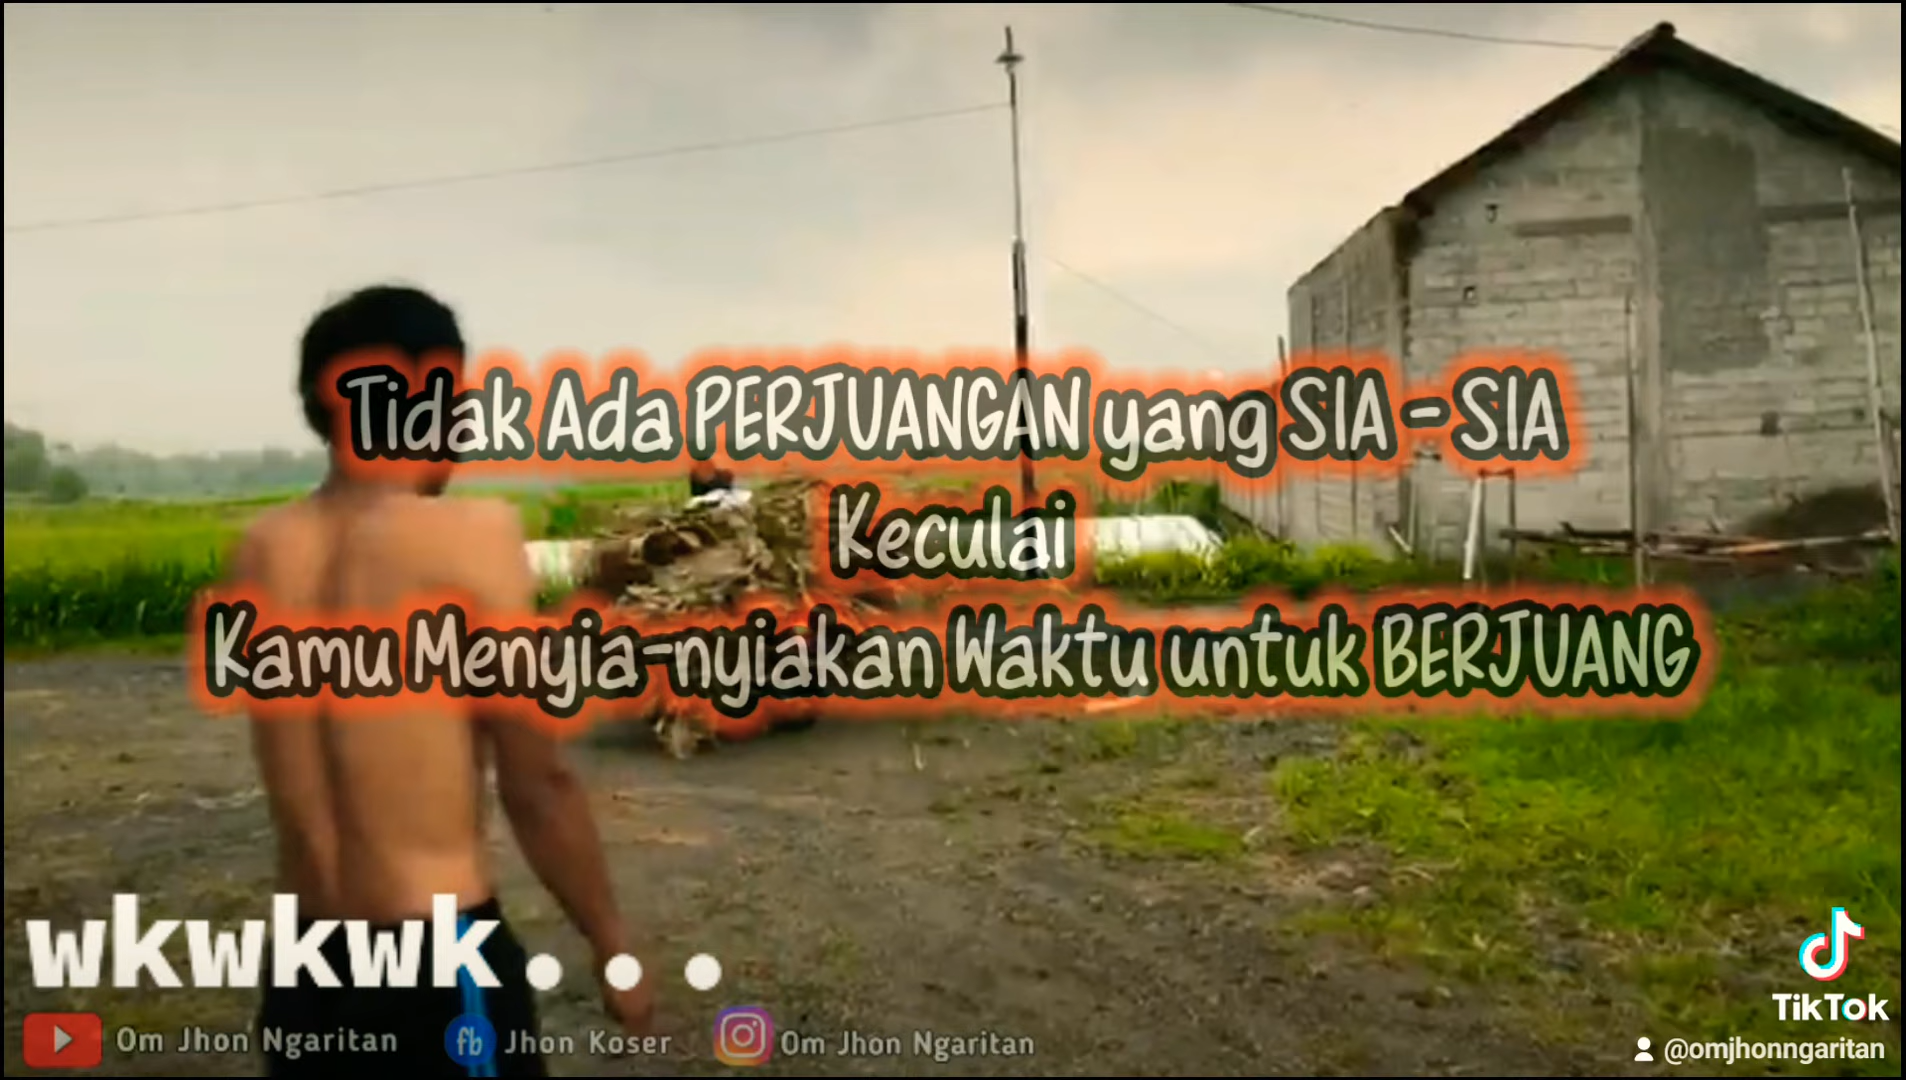 Tidak Ada PERJUANGAN yang SIA - SIA
Keculai
Kamu Menyia-nyiakan Waktu untuk BERJUANG
wkwkwk...
Om Jhon Ngaritan
fb Jhon Koser
Om Jhon Ngaritan
TikTok
@omjhonngaritan